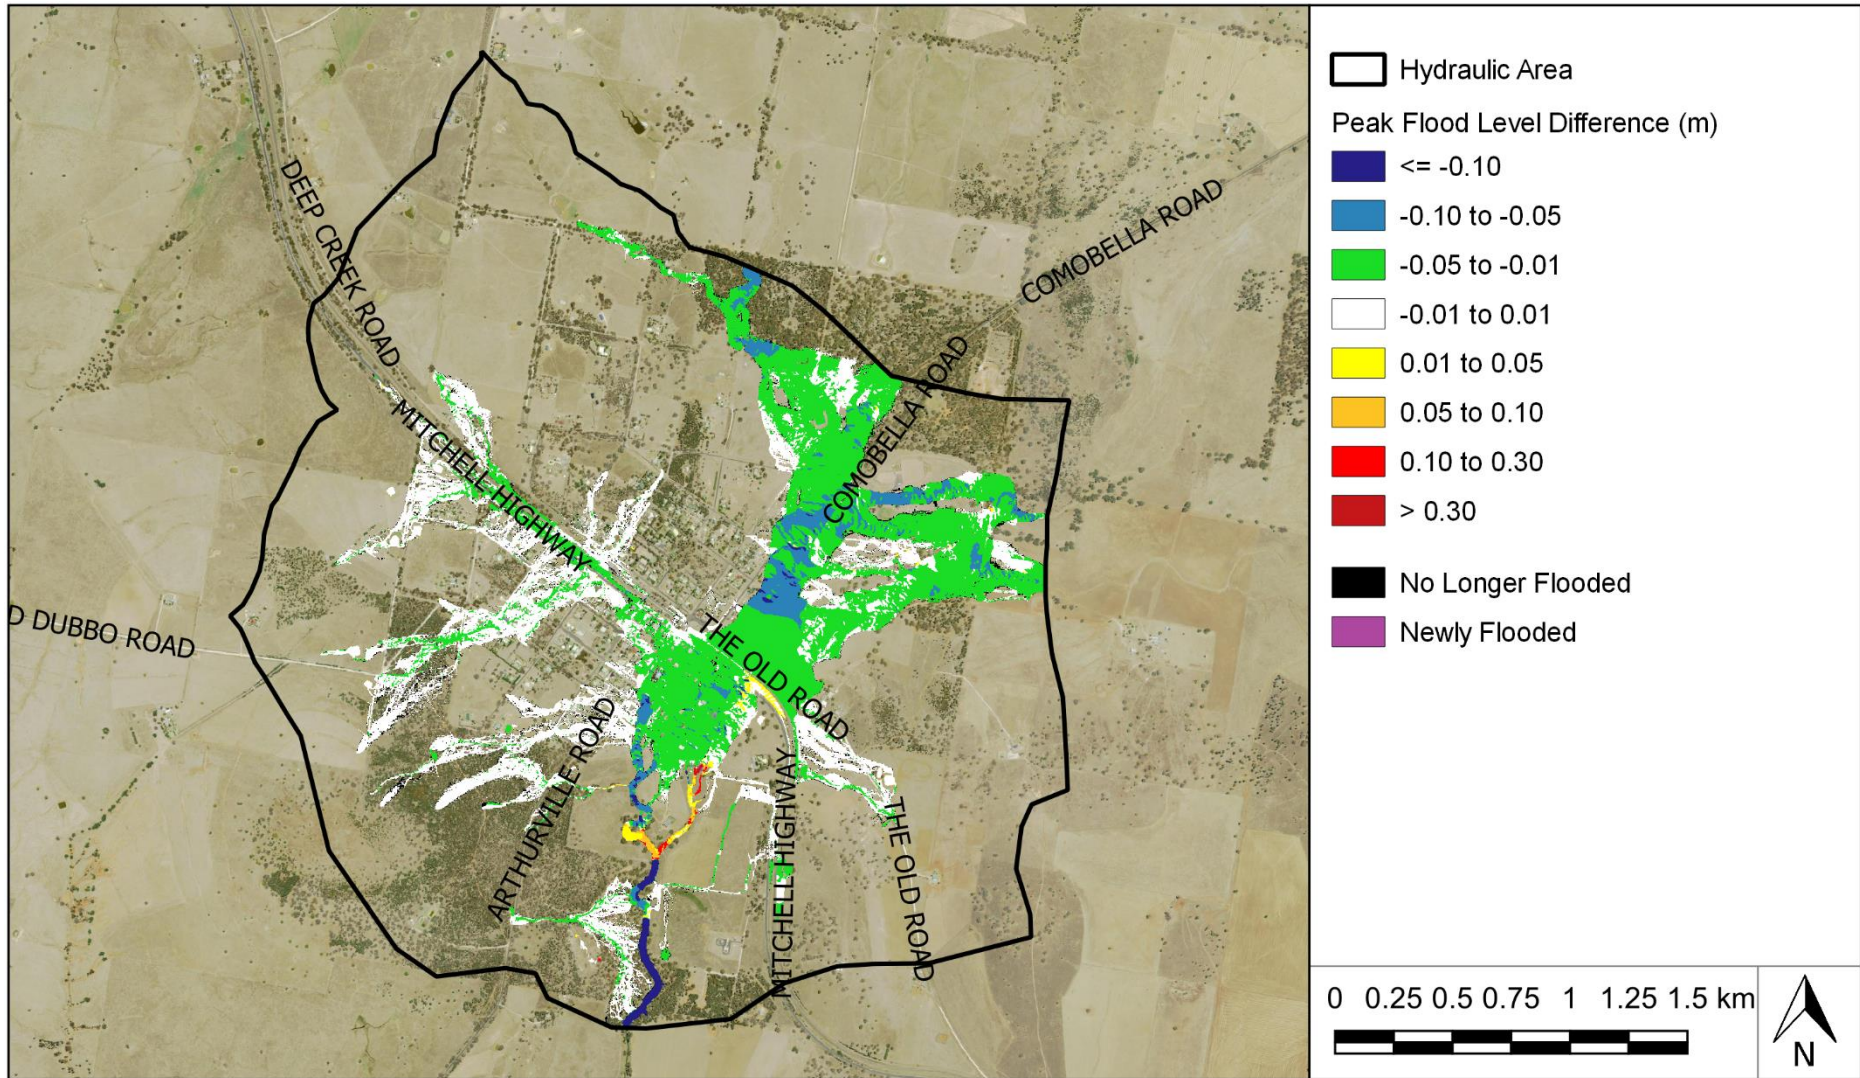 DEEP CREEK ROAD
COMOBELLA ROAD
MITCHELL HIGHWAY
COMOBELLA ROAD
D DUBBO ROAD
THE OLD ROAD
ARTHURVILLE ROAD
MITCHELL HIGHWAY
THE OLD ROAD
Hydraulic Area
Peak Flood Level Difference (m)
<= -0.10
-0.10 to -0.05
-0.05 to -0.01
-0.01 to 0.01
0.01 to 0.05
0.05 to 0.10
0.10 to 0.30
> 0.30
No Longer Flooded
Newly Flooded
0 0.25 0.5 0.75 1 1.25 1.5 km
N